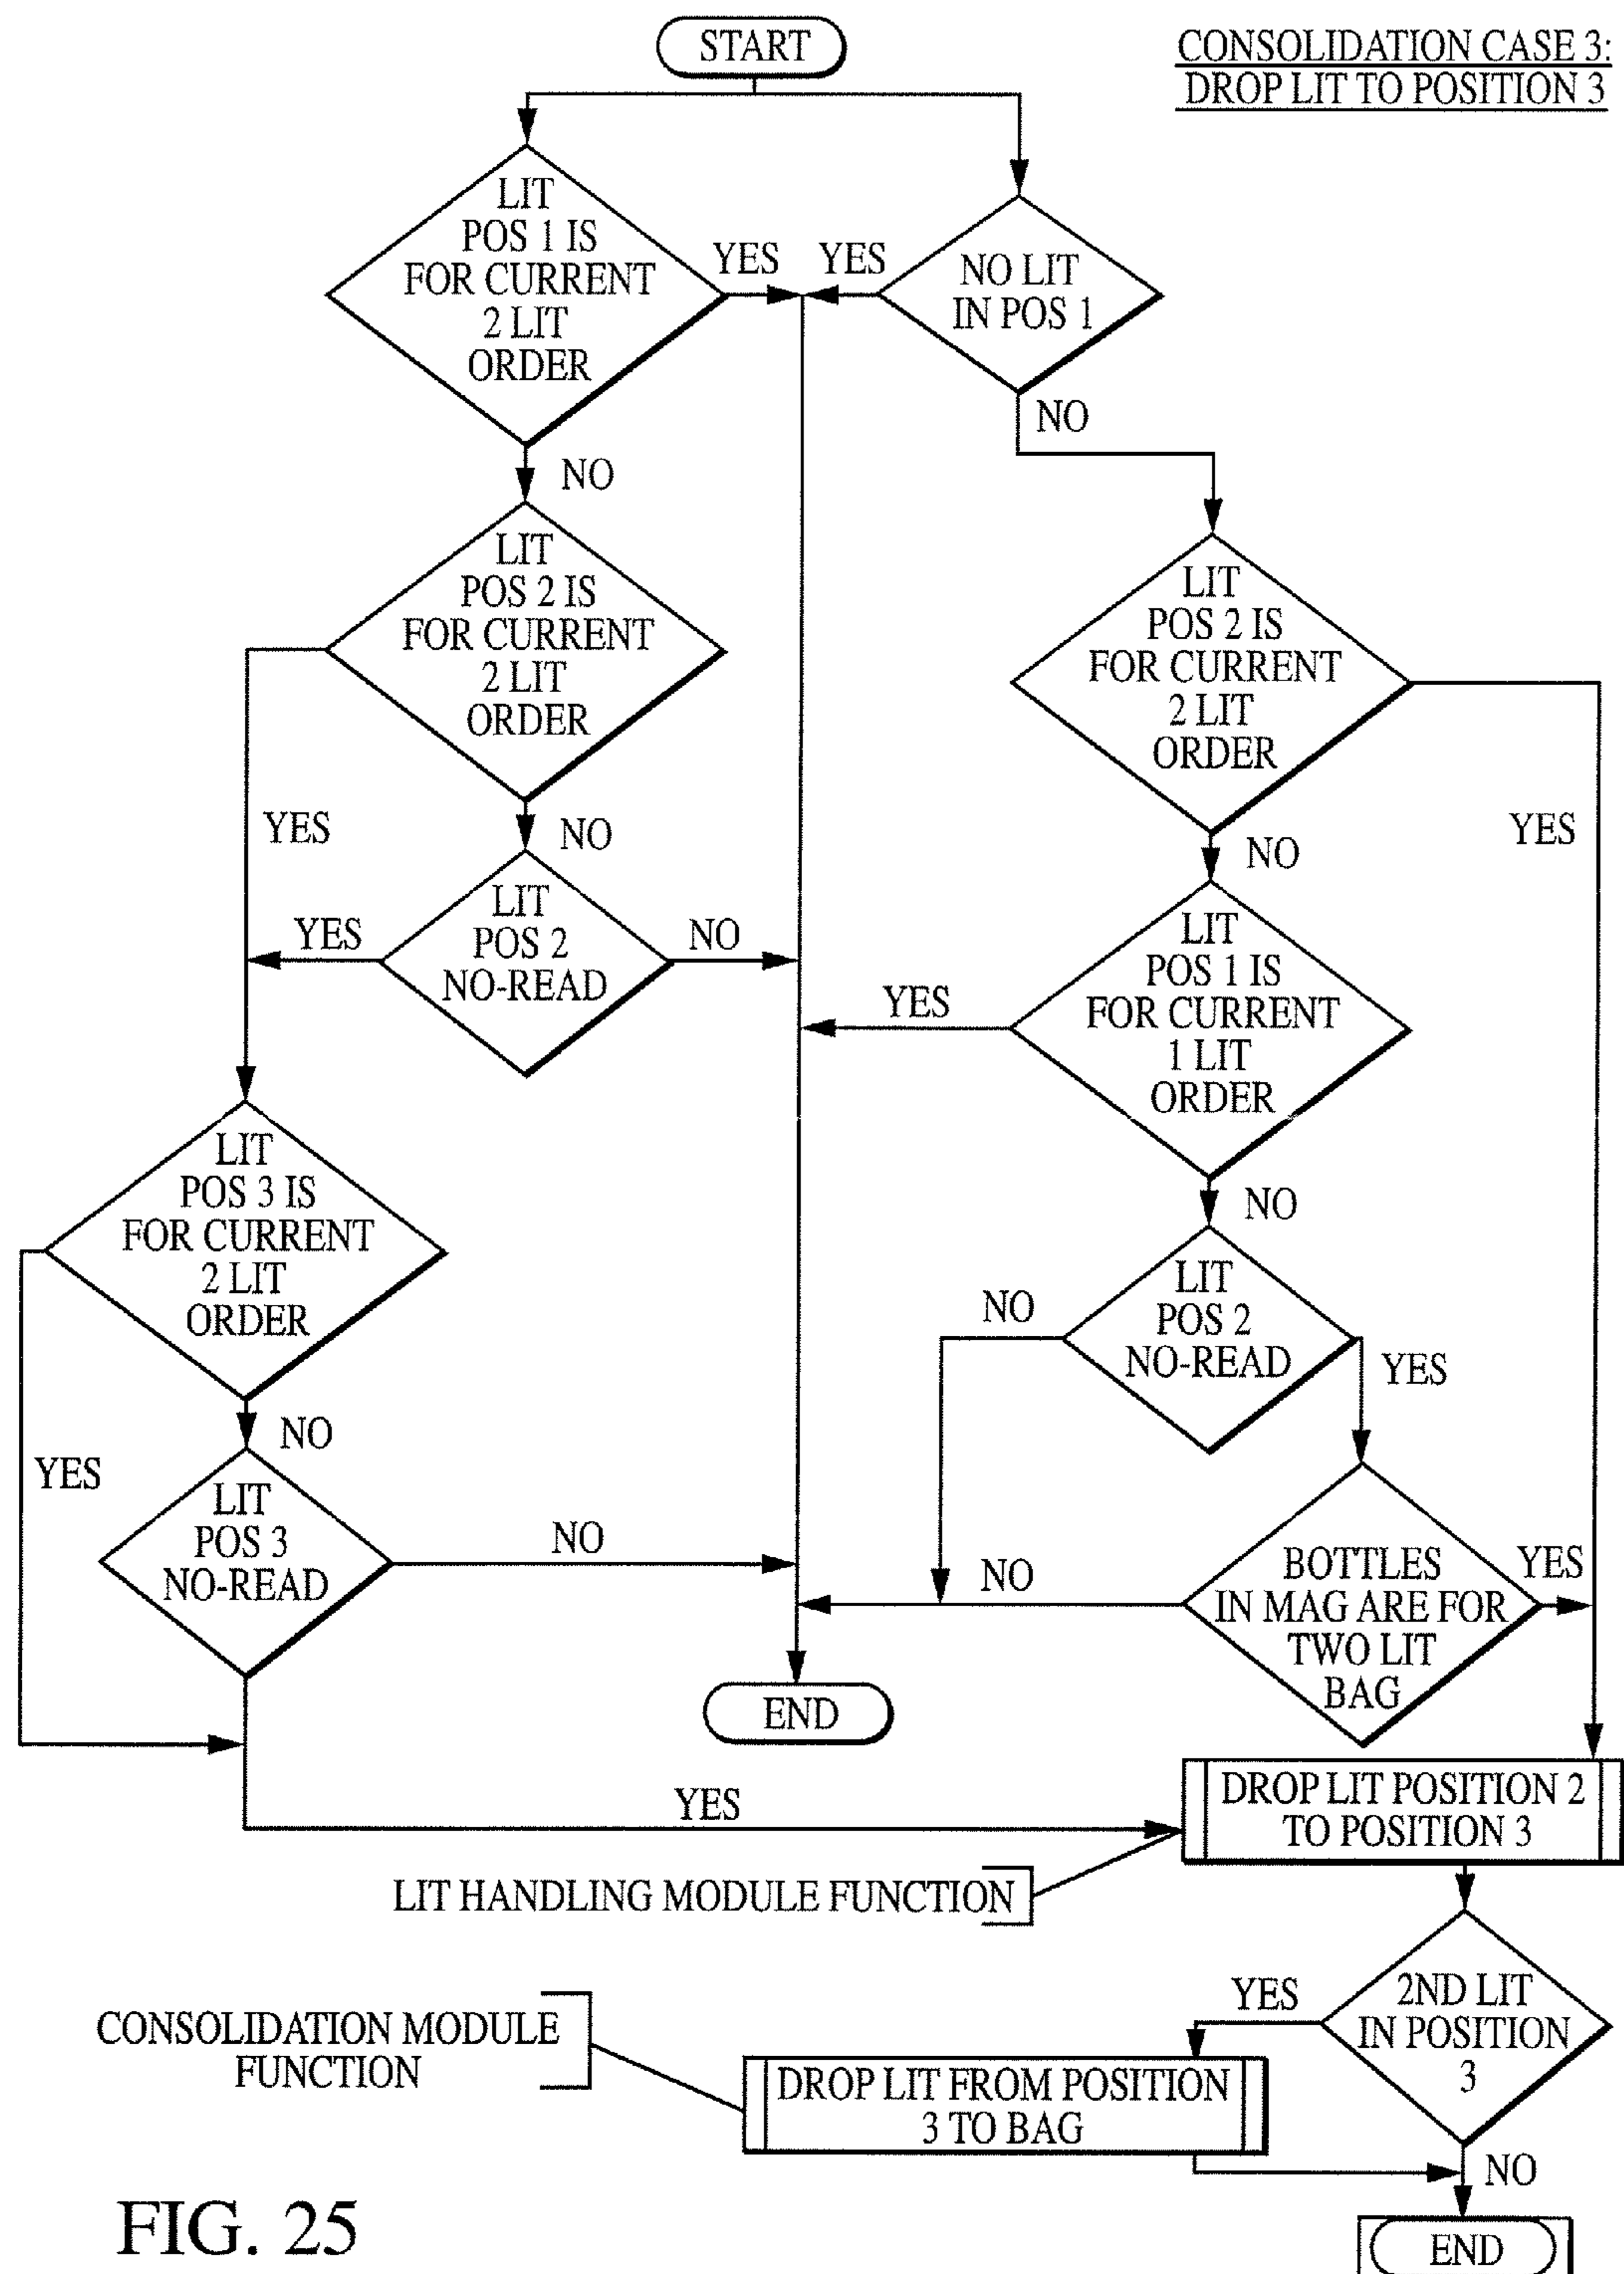 START
CONSOLIDATION CASE 3:
DROP LIT TO POSITION 3
LIT
POS 1 IS
FOR CURRENT
2 LIT
ORDER
YES
YES
NO LIT
IN POS 1
NO
NO
LIT
POS 2 IS
FOR CURRENT
2 LIT
ORDER
LIT
POS 2 IS
FOR CURRENT
2 LIT
ORDER
YES
NO
YES
NO
LIT
POS 2
NO-READ
YES
NO
LIT
POS 1 IS
FOR CURRENT
1 LIT
ORDER
YES
NO
LIT
POS 3 IS
FOR CURRENT
2 LIT
ORDER
LIT
POS 2
NO-READ
NO
YES
NO
YES
LIT
POS 3
NO-READ
NO
BOTTLES
IN MAG ARE FOR
TWO LIT
BAG
NO
YES
END
DROP LIT POSITION 2
TO POSITION 3
YES
LIT HANDLING MODULE FUNCTION
2ND LIT
IN POSITION
3
YES
CONSOLIDATION MODULE
FUNCTION
DROP LIT FROM POSITION
3 TO BAG
NO
END
FIG. 25